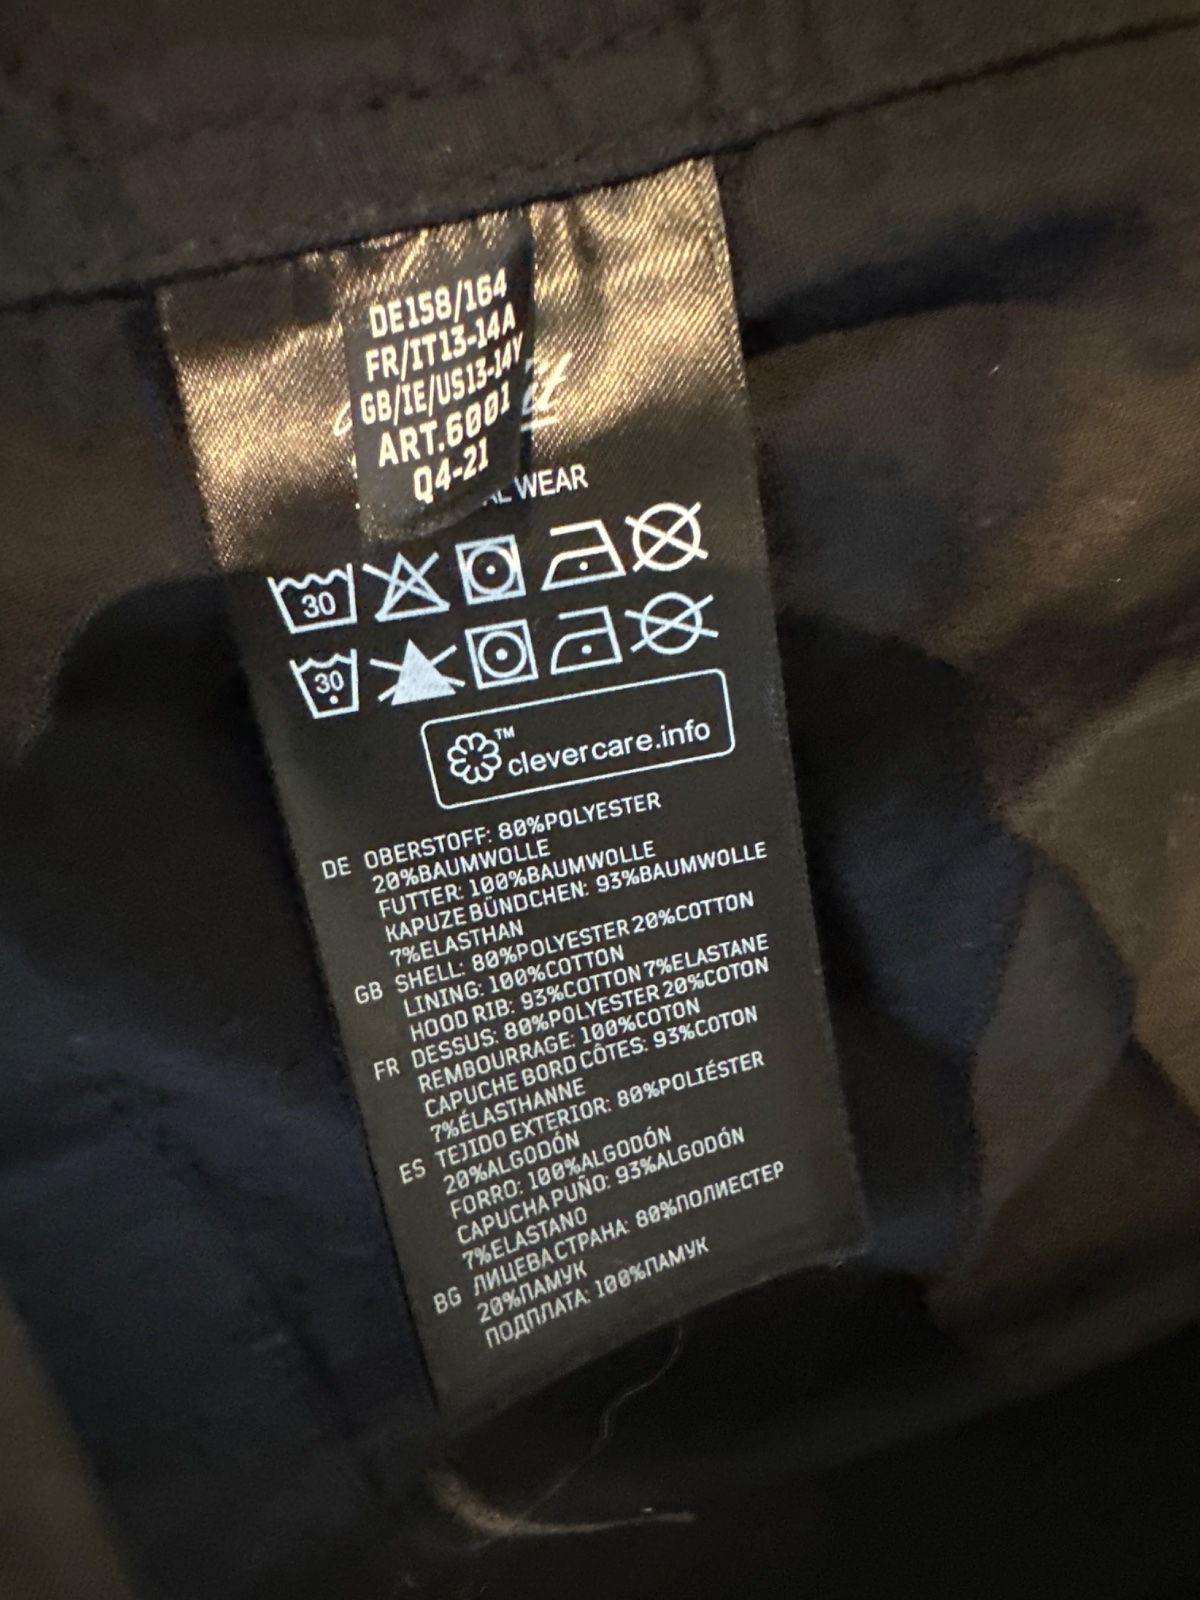 DE158/164
FR/IT13-14A
GB/IE/US13-14Y
ART.6001
Q4-21
WEAR
30
30
TM
clevercare.info
DE OBERSTOFF: 80%POLYESTER
20%BAUMWOLLE
FUTTER: 100%BAUMWOLLE
KAPUZE BÜNDCHEN: 93%BAUMWOLLE
7%ELASTHAN
GB SHELL: 80%POLYESTER 20%COTTON
LINING: 100%COTTON
HOOD RIB: 93%COTTON 7%ELASTANE
FR DESSUS: 80%POLYESTER 20%COTON
REMBOURRAGE: 100%COTON
CAPUCHE BORD CÔTES: 93%COTON
7%ÉLASTHANNE
ES TEJIDO EXTERIOR: 80%POLIÉSTER
20%ALGODÓN
FORRO: 100%ALGODÓN
CAPUCHA PUÑO: 93%ALGODÓN
7%ELASTANO
BG ЛИЦЕВА СТРАНА: 80%ПОЛИЕСТЕР
20%ПАМУК
ПОДПЛАТА: 100%ПАМУК